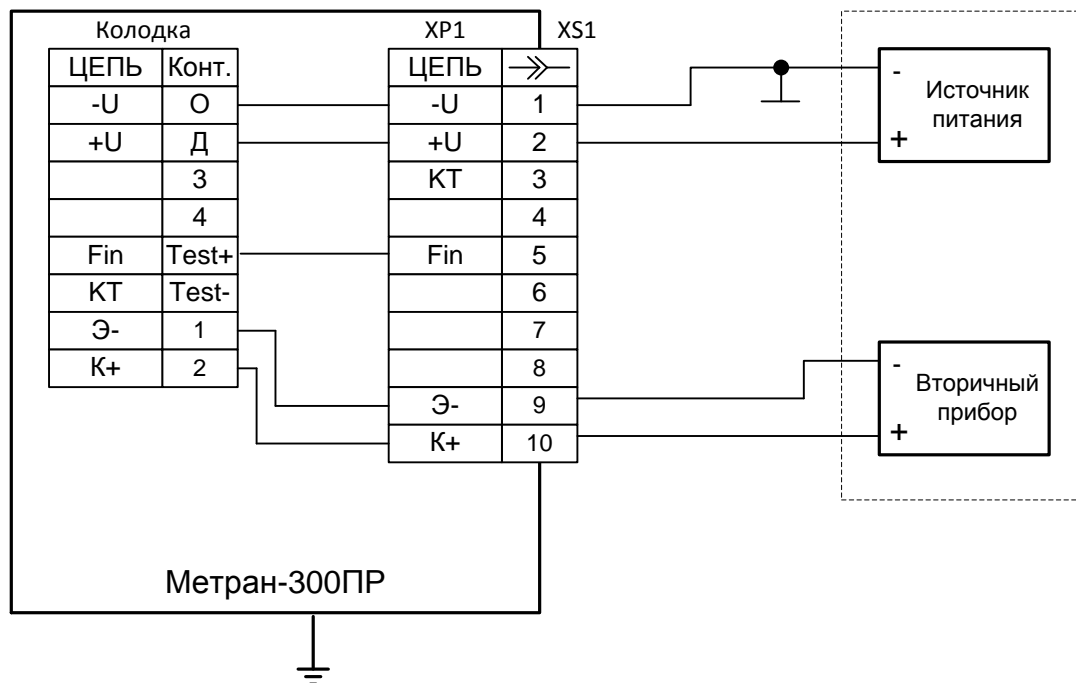 Колодка XP1 XS1
ЦЕПЬ Конт. ЦЕПЬ
-U О -U 1
+U Д +U 2
3 КТ 3
4 4
Fin Test+ Fin 5
КТ Test- 6
Э- 1 7
К+ 2 8
Э- 9
К+ 10
-
Источник
питания
+
-
Вторичный
прибор
+
Метран-300ПР